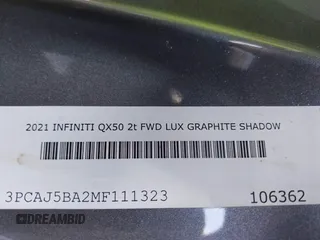 2021 INFINITI QX50 2t FWD LUX GRAPHITE SHADOW
3PCAJ5BA2MF111323 106362
DREAMBID